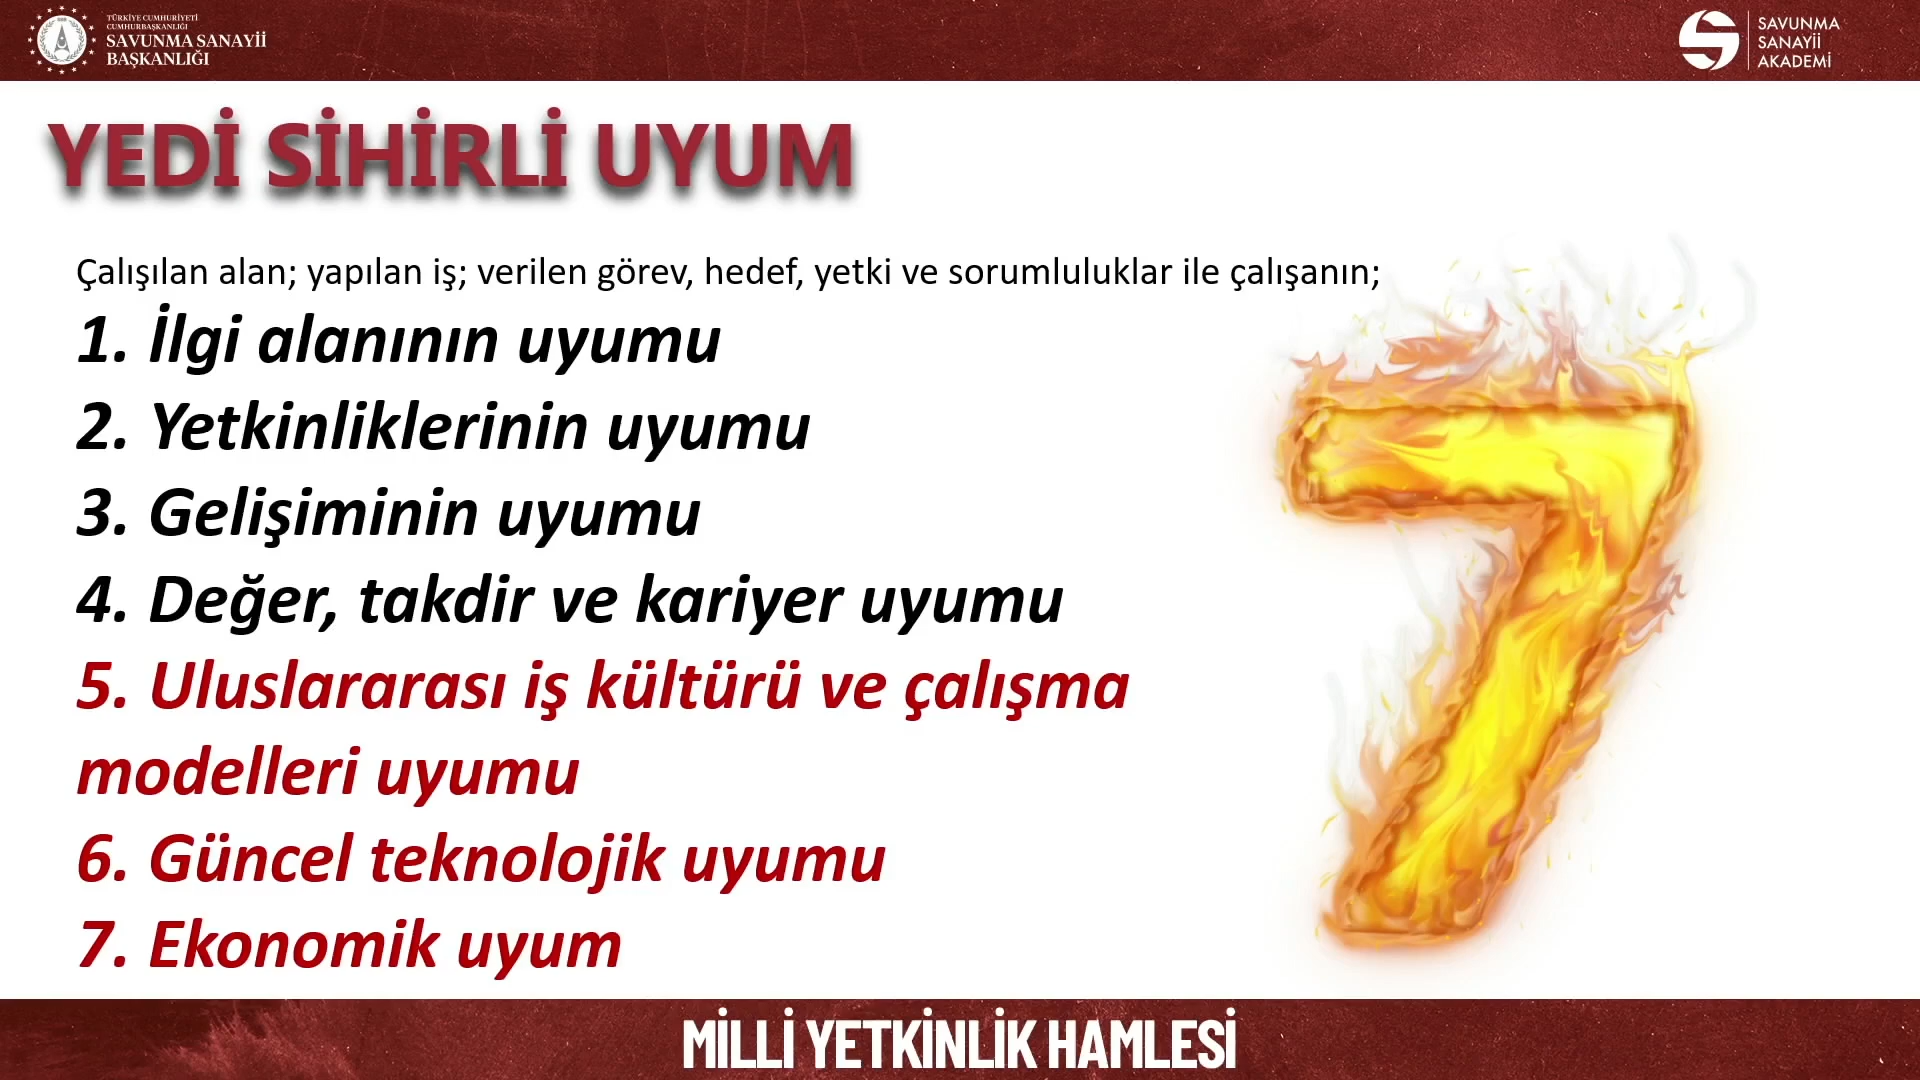 TÜRKİYE CUMHURİYETİ
CUMHURBAŞKANLIĞI
SAVUNMA SANAYİİ
BAŞKANLIĞI
SAVUNMA
SANAYİİ
AKADEMİ
YEDİ SİHİRLİ UYUM
Çalışılan alan; yapılan iş; verilen görev, hedef, yetki ve sorumluluklar ile çalışanın;
1. İlgi alanının uyumu
2. Yetkinliklerinin uyumu
3. Gelişiminin uyumu
4. Değer, takdir ve kariyer uyumu
5. Uluslararası iş kültürü ve çalışma
modelleri uyumu
6. Güncel teknolojik uyumu
7. Ekonomik uyum
7
MİLLİ YETKİNLİK HAMLESİ